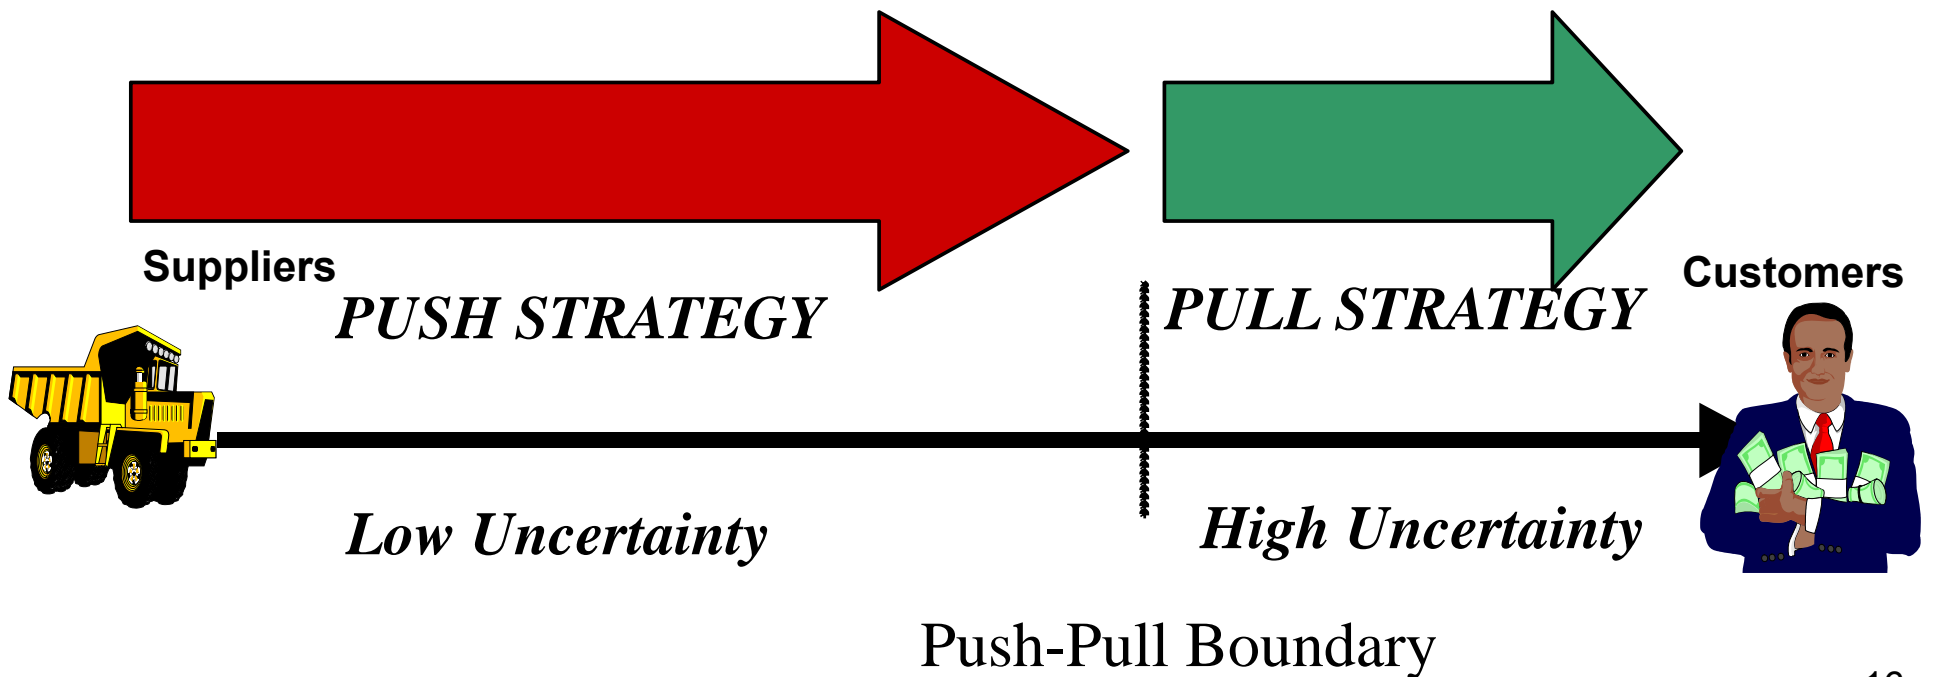 Suppliers
Customers
PUSH STRATEGY
PULL STRATEGY
Low Uncertainty
High Uncertainty
Push-Pull Boundary